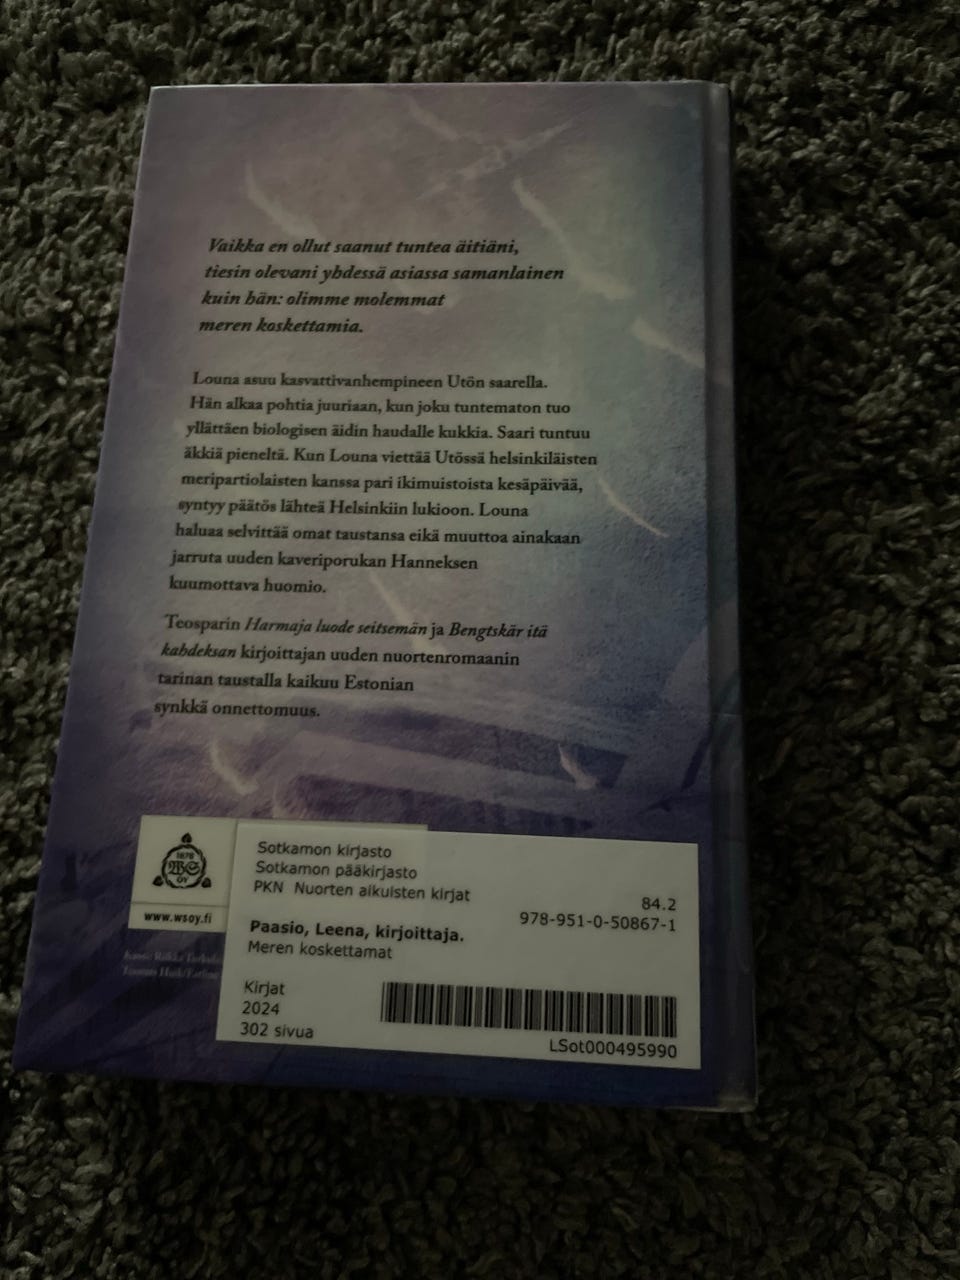 Vaikka en ollut saanut tuntea äitiäni,
tiesin olevani yhdessä asiassa samanlainen
kuin hän: olimme molemmat
meren koskettamia.
Louna asuu kasvattivanhempineen Utön saarella.
Hän alkaa pohtia juuriaan, kun joku tuntematon tuo
yllättäen biologisen äidin haudalle kukkia. Saari tuntuu
äkkiä pieneltä. Kun Louna viettää Utössä helsinkiläisten
meripartiolaisten kanssa pari ikimuistoista kesäpäivää,
syntyy päätös lähteä Helsinkiin lukioon. Louna
haluaa selvittää omat taustansa eikä muuttoa ainakaan
jarruta uuden kaveriporukan Hanneksen
kuumottava huomio.
Teosparin Harmaja luode seitsemän ja Bengtskär itä
kahdeksan kirjoittajan uuden nuortenromaanin
tarinan taustalla kaikuu Estonian
synkkä onnettomuus.
1878
WS
OY
www.wsoy.fi
Kansi: Riikka
Sotkamon kirjasto
Sotkamon pääkirjasto
PKN Nuorten aikuisten kirjat
84.2
978-951-0-50867-1
Paasio, Leena, kirjoittaja.
Meren koskettamat
Kirjat
2024
302 sivua
LSot000495990